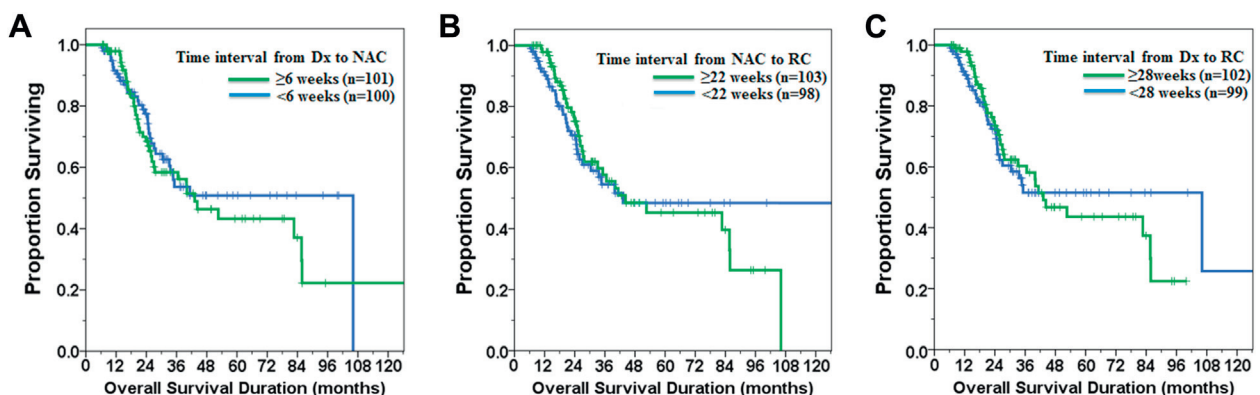 A
Proportion Surviving
1.0
0.8
0.6
0.4
0.2
0.0
Time interval from Dx to NAC
≥6 weeks (n=101)
<6 weeks (n=100)
0 12 24 36 48 60 72 84 96 108 120
Overall Survival Duration (months)
B
Proportion Surviving
1.0
0.8
0.6
0.4
0.2
0.0
Time interval from NAC to RC
≥22 weeks (n=103)
<22 weeks (n=98)
0 12 24 36 48 60 72 84 96 108 120
Overall Survival Duration (months)
C
Proportion Surviving
1.0
0.8
0.6
0.4
0.2
0.0
Time interval from Dx to RC
≥28weeks (n=102)
<28 weeks (n=99)
0 12 24 36 48 60 72 84 96 108 120
Overall Survival Duration (months)